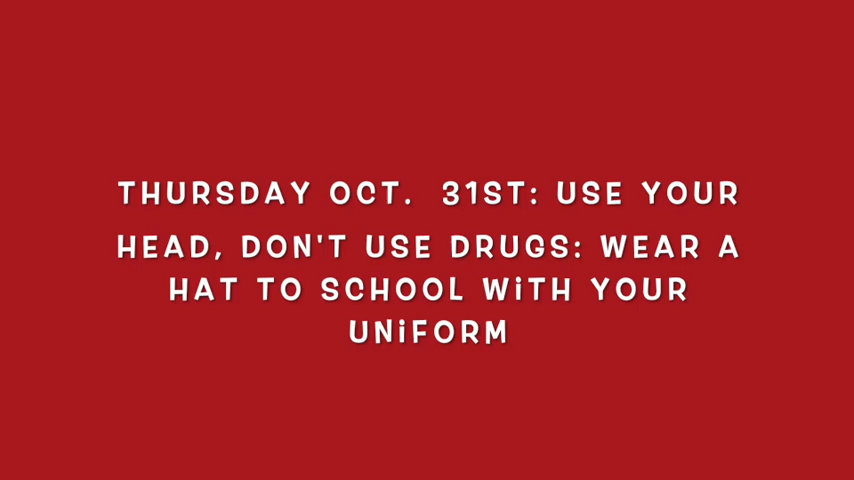 THURSDAY OCT.  31ST: USE YOUR
HEAD, DON'T USE DRUGS: WEAR A
HAT TO SCHOOL WiTH YOUR
UNiFORM